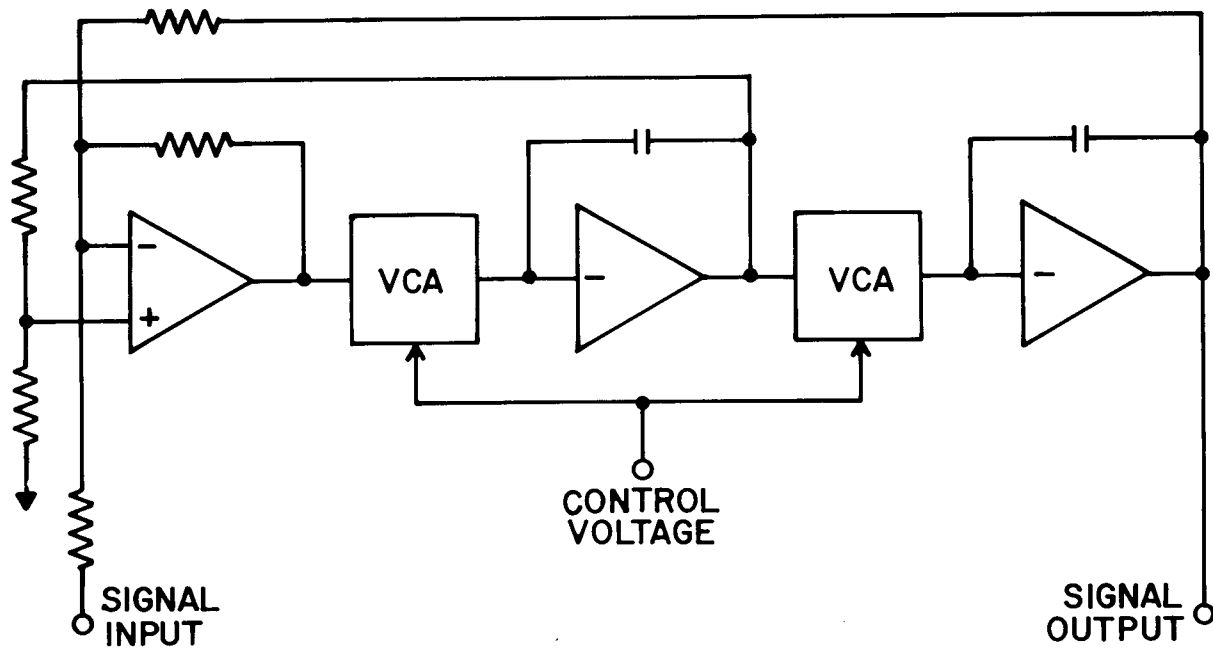 −
+
VCA
−
VCA
−
CONTROL
VOLTAGE
SIGNAL
INPUT
SIGNAL
OUTPUT